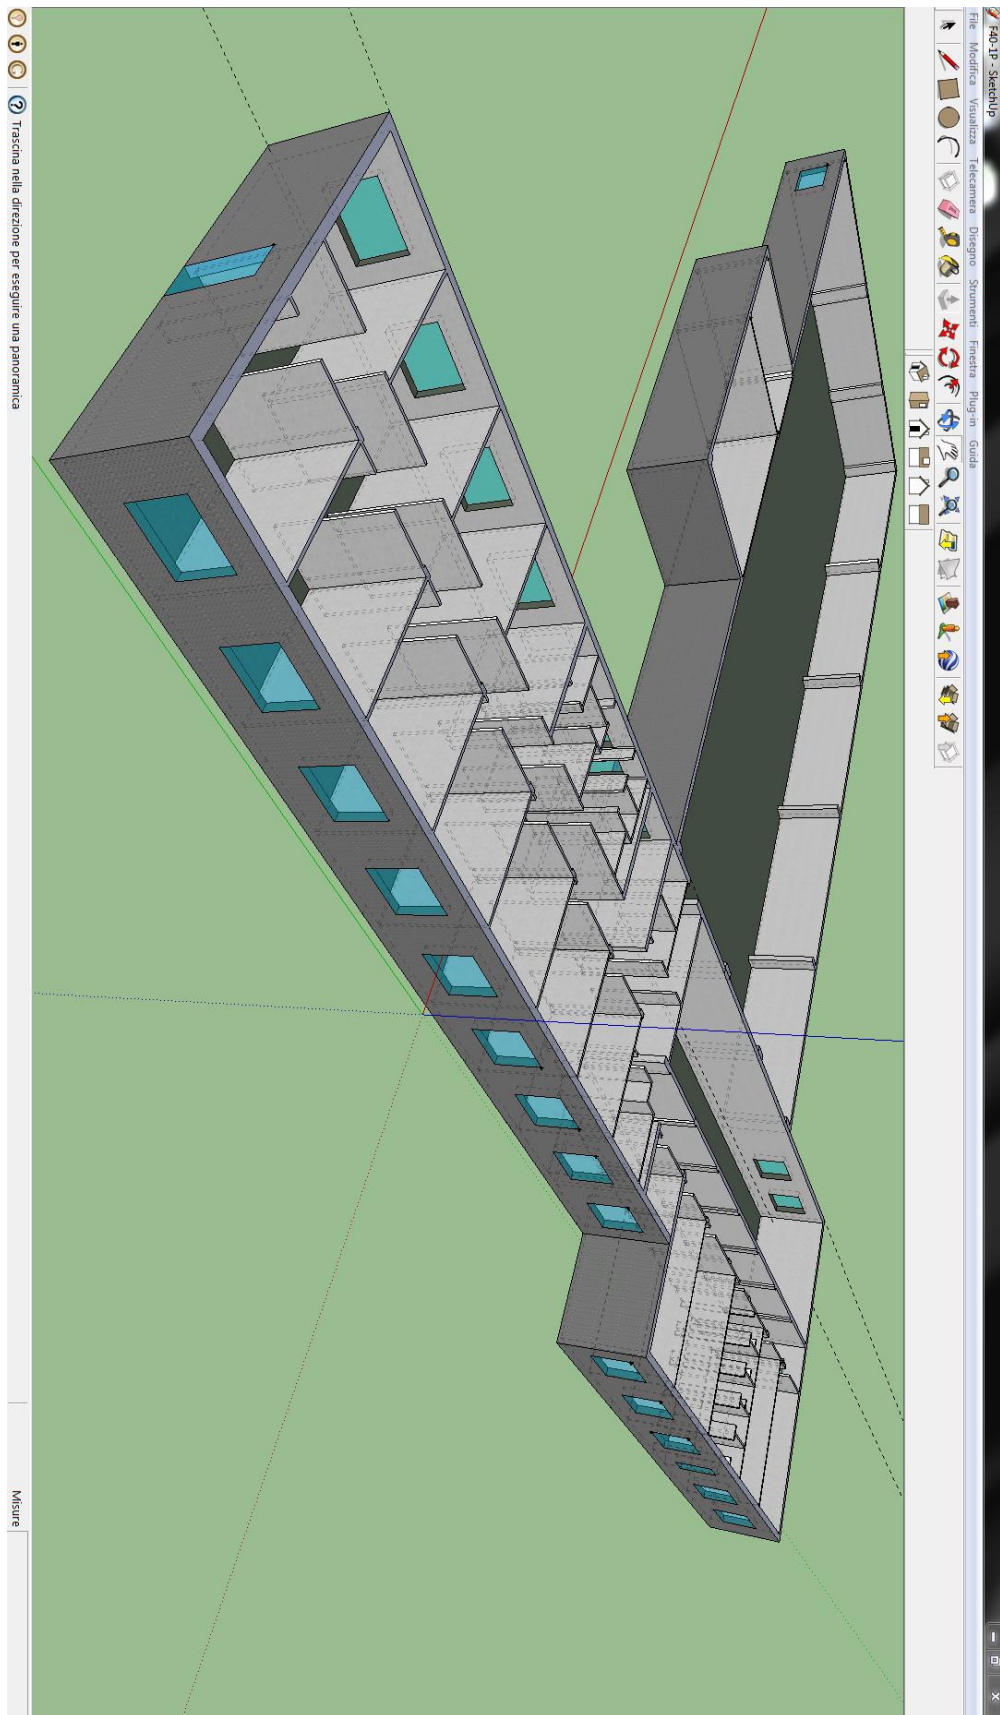 F40-1P - SketchUp
File Modifica Visualizza Telecamera Disegno Strumenti Finestra Plug-in Guida
Trascina nella direzione per eseguire una panoramica
Misure